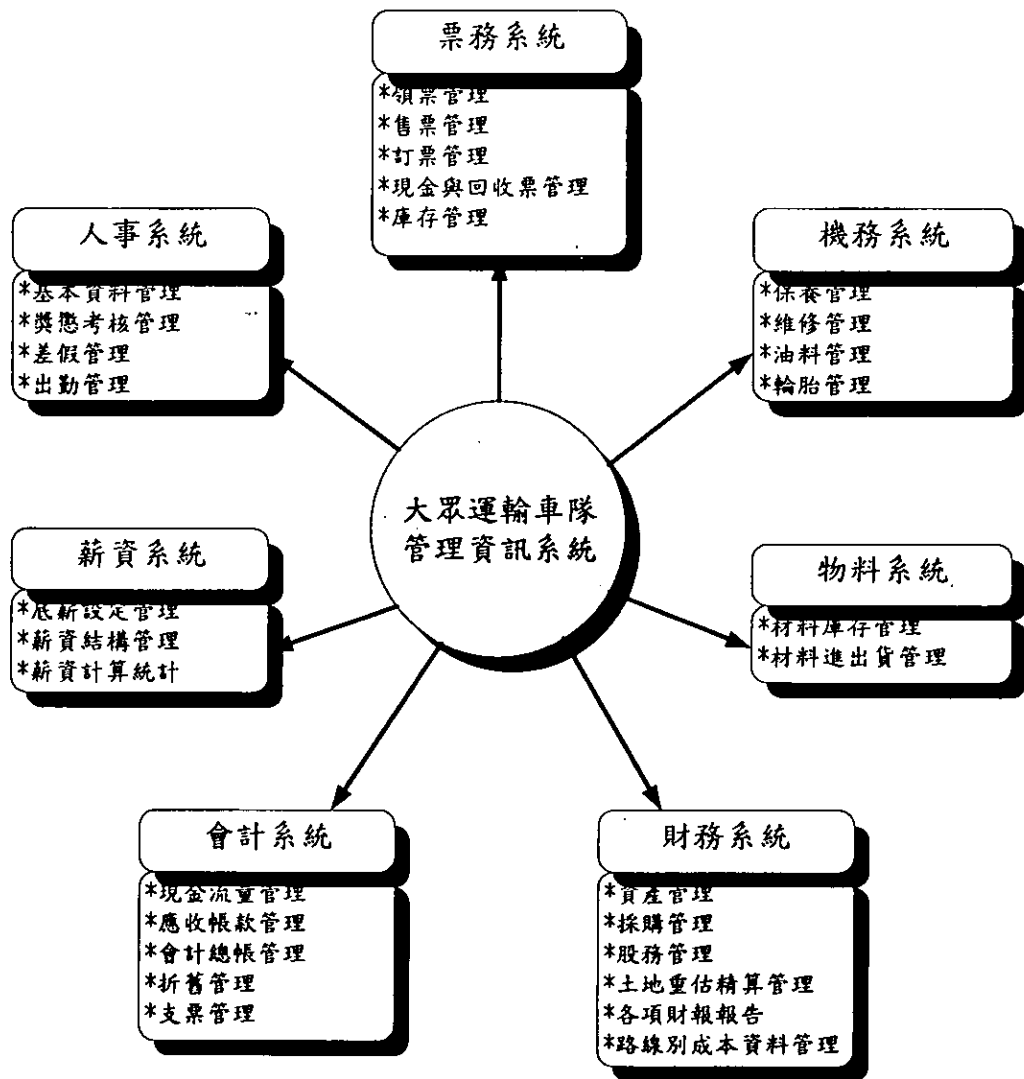 票務系統
*領票管理
*售票管理
*訂票管理
*現金與回收票管理
*庫存管理
人事系統
*基本資料管理
*獎懲考核管理
*差假管理
*出勤管理
機務系統
*保養管理
*維修管理
*油料管理
*輪胎管理
大眾運輸車隊
管理資訊系統
薪資系統
*底薪設定管理
*薪資結構管理
*薪資計算統計
物料系統
*材料庫存管理
*材料進出貨管理
會計系統
*現金流量管理
*應收帳款管理
*會計總帳管理
*折舊管理
*支票管理
財務系統
*資產管理
*採購管理
*股務管理
*土地重估精算管理
*各項財報報告
*路線別成本資料管理